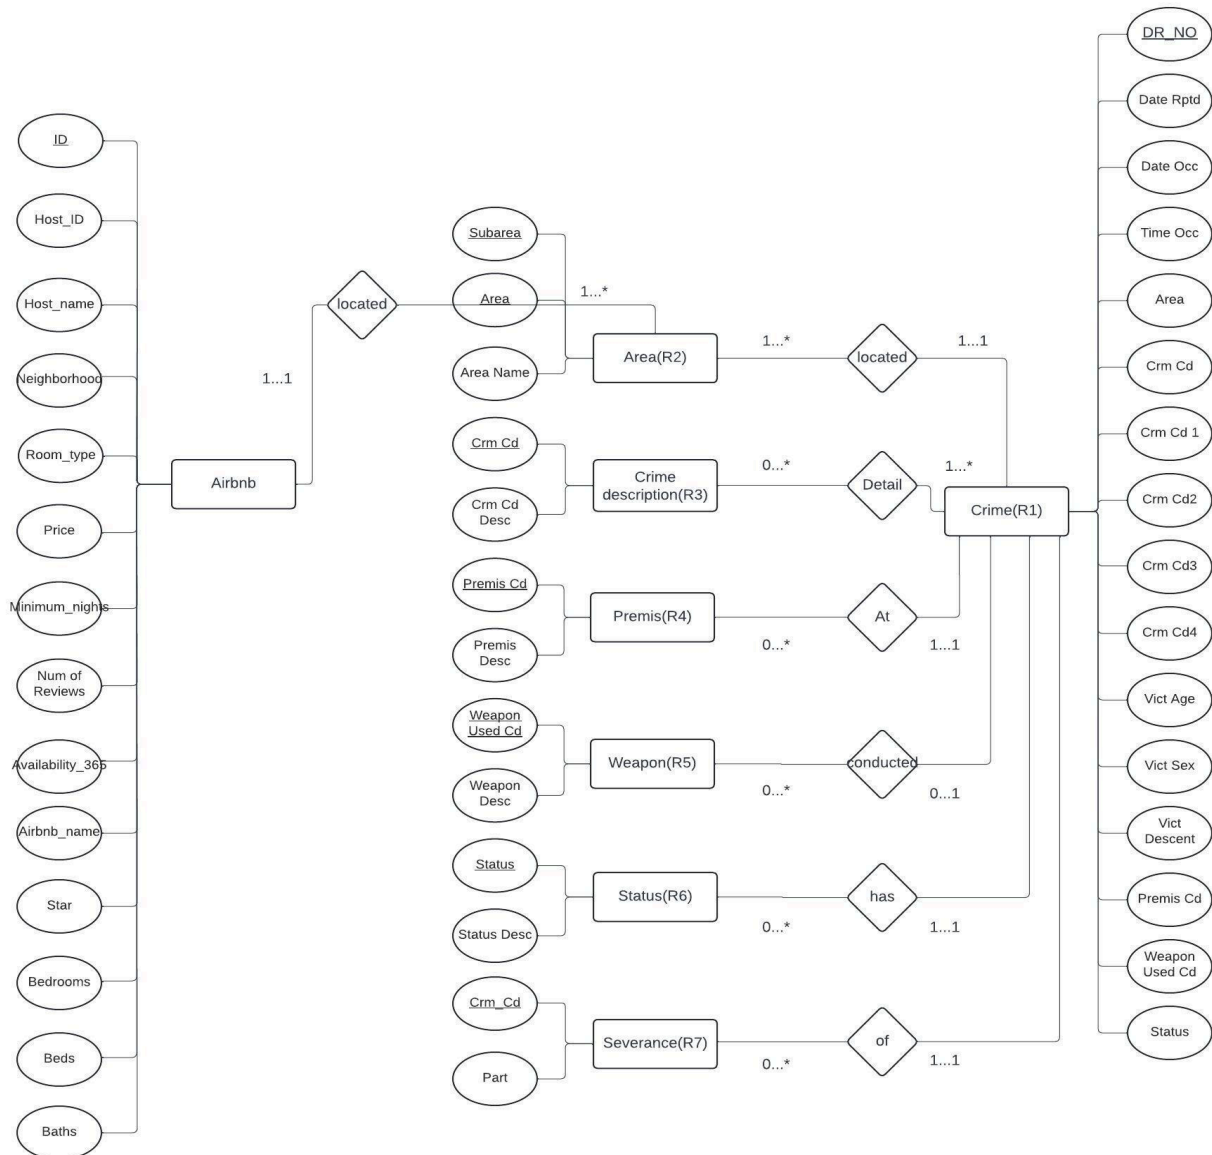 ID
Host_ID
Host_name
Neighborhood
Room_type
Price
Minimum_nights
Num of
Reviews
Availability_365
Airbnb_name
Star
Bedrooms
Beds
Baths
Airbnb
1...1
located
1...*
Subarea
Area
Area Name
Area(R2)
1...*
located
1...1
Crm Cd
Crm Cd
Desc
Crime
description(R3)
0...*
Detail
1...*
Premis Cd
Premis
Desc
Premis(R4)
0...*
At
1...1
Weapon
Used Cd
Weapon
Desc
Weapon(R5)
0...*
conducted
0...1
Status
Status Desc
Status(R6)
0...*
has
1...1
Crm_Cd
Part
Severance(R7)
0...*
of
1...1
Crime(R1)
DR_NO
Date Rptd
Date Occ
Time Occ
Area
Crm Cd
Crm Cd 1
Crm Cd2
Crm Cd3
Crm Cd4
Vict Age
Vict Sex
Vict
Descent
Premis Cd
Weapon
Used Cd
Status